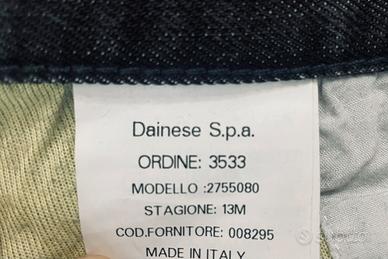 Dainese S.p.a.
ORDINE: 3533
MODELLO :2755080
STAGIONE: 13M
COD.FORNITORE: 008295
MADE IN ITALY